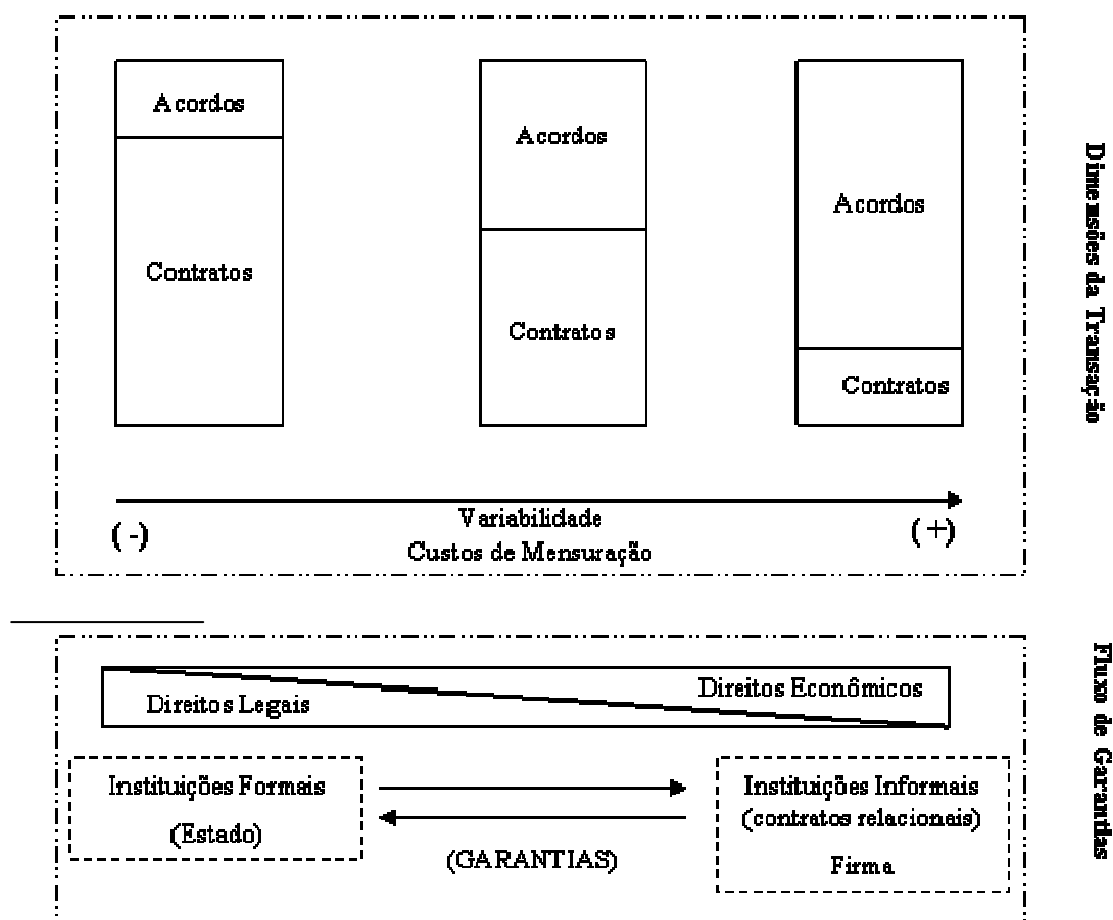 Acordos
Contratos
Acordos
Contratos
Acordos
Contratos
(-)
Variabilidade
Custos de Mensuração
(+)
Dimensões da Transação
Direitos Legais
Direitos Econômicos
Instituições Formais
(Estado)
(GARANTIAS)
Instituições Informais
(contratos relacionais)
Firma
Fluxo de Garantias